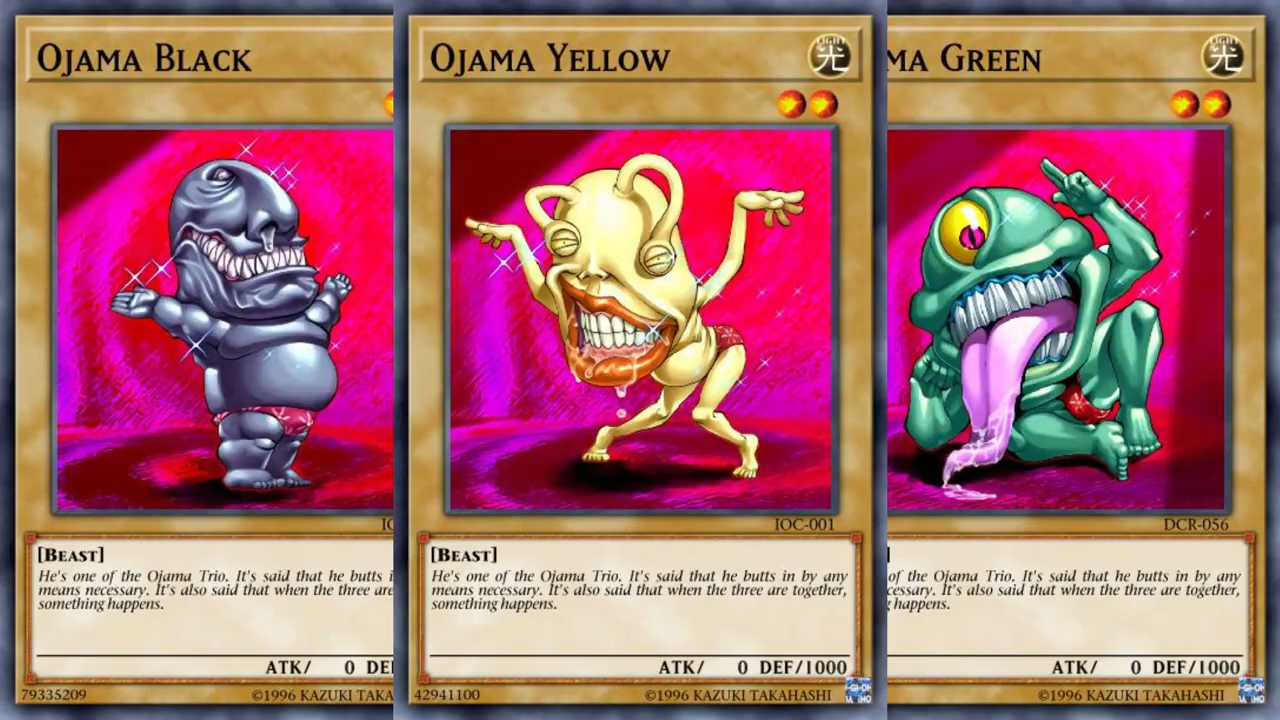 OJAMA BLACK
IO
[BEAST]
He's one of the Ojama Trio. It's said that he butts i
means necessary. It's also said that when the three are
something happens.
ATK/ 0 DE
79335209
©1996 KAZUKI TAKA
OJAMA YELLOW
LIGHT
光
IOC-001
[BEAST]
He's one of the Ojama Trio. It's said that he butts in by any
means necessary. It's also said that when the three are together,
something happens.
ATK/ 0 DEF/1000
42941100
©1996 KAZUKI TAKAHASHI
MA GREEN
LIGHT
光
DCR-056
]
of the Ojama Trio. It's said that he butts in by any
cessary. It's also said that when the three are together,
happens.
ATK/ 0 DEF/1000
©1996 KAZUKI TAKAHASHI